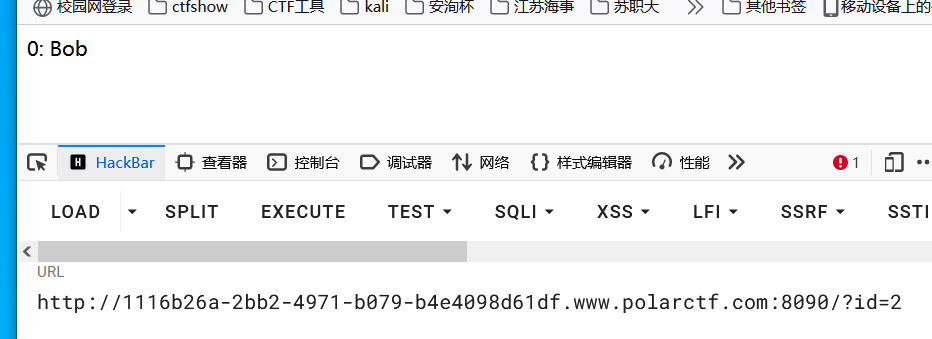 校园网登录 ctfshow CTF工具 kali 安洵杯 江苏海事 苏职大 其他书签 移动设备上的
0: Bob
HackBar 查看器 控制台 调试器 网络 样式编辑器 性能 1
LOAD SPLIT EXECUTE TEST SQLI XSS LFI SSRF SSTI
URL
http://1116b26a-2bb2-4971-b079-b4e4098d61df.www.polarctf.com:8090/?id=2